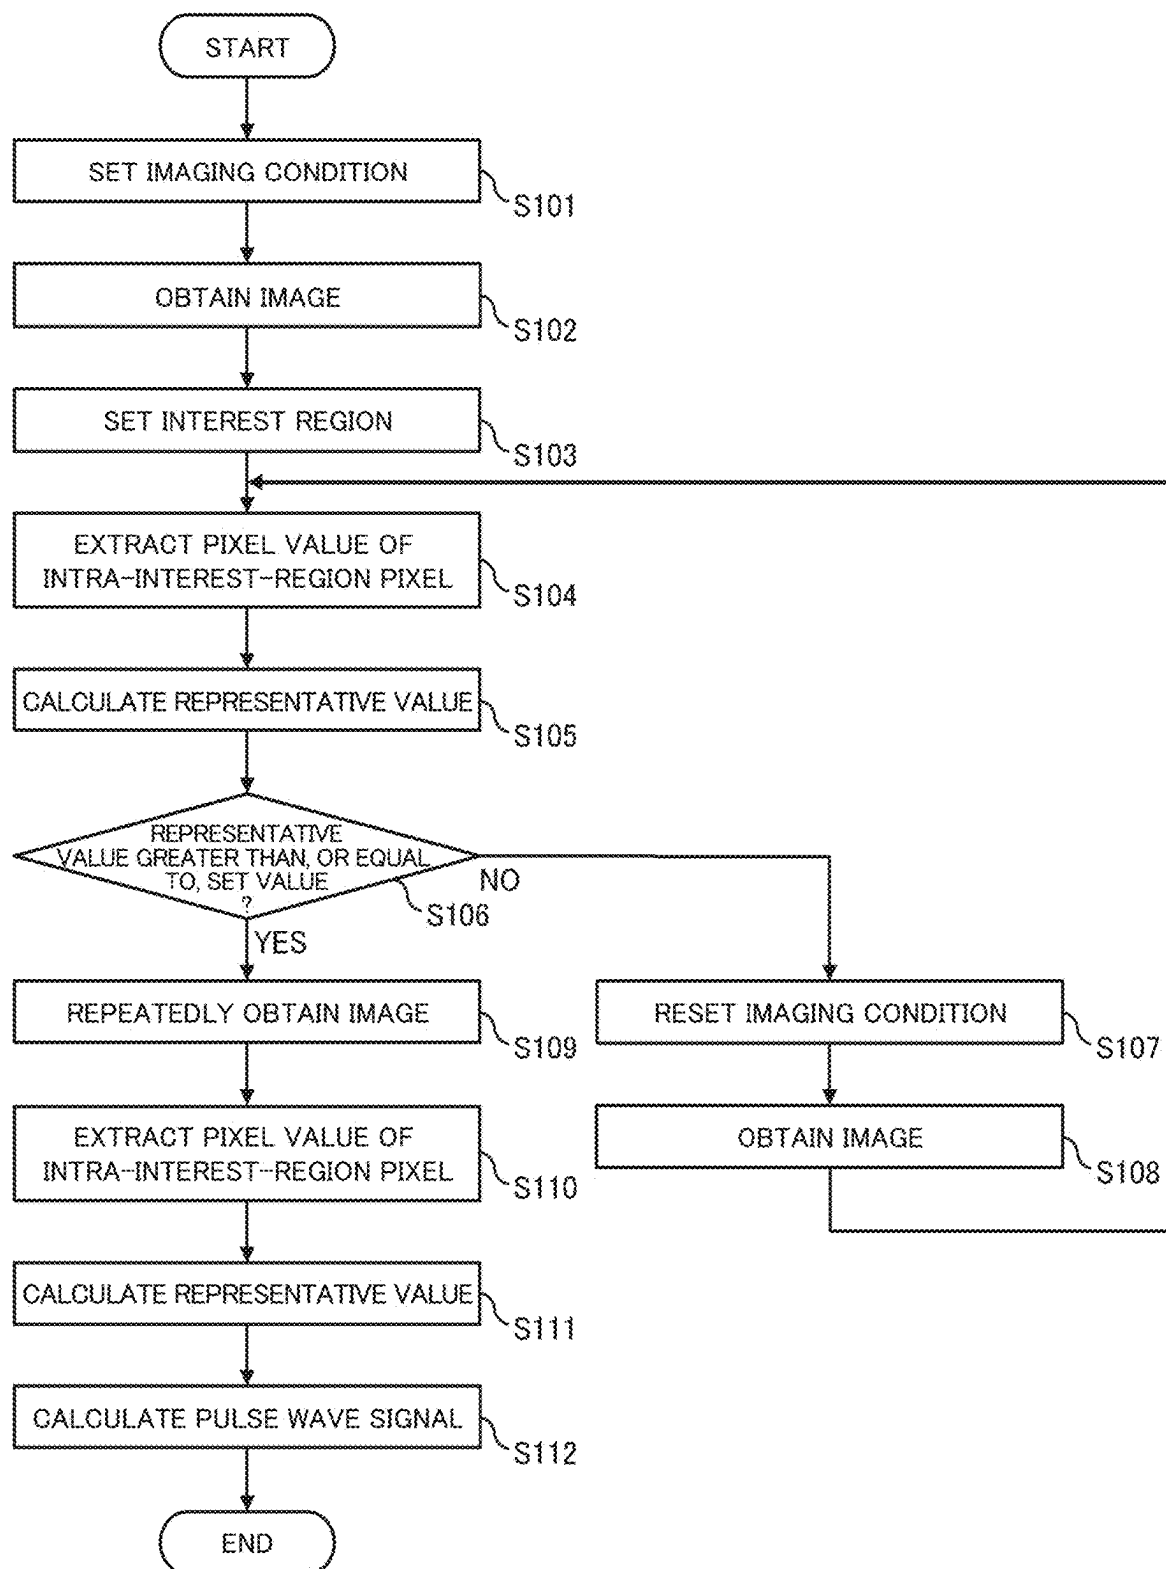 START
SET IMAGING CONDITION
S101
OBTAIN IMAGE
S102
SET INTEREST REGION
S103
EXTRACT PIXEL VALUE OF
INTRA-INTEREST-REGION PIXEL
S104
CALCULATE REPRESENTATIVE VALUE
S105
REPRESENTATIVE
VALUE GREATER THAN, OR EQUAL
TO, SET VALUE
?
S106
NO
YES
REPEATEDLY OBTAIN IMAGE
S109
RESET IMAGING CONDITION
S107
EXTRACT PIXEL VALUE OF
INTRA-INTEREST-REGION PIXEL
S110
OBTAIN IMAGE
S108
CALCULATE REPRESENTATIVE VALUE
S111
CALCULATE PULSE WAVE SIGNAL
S112
END